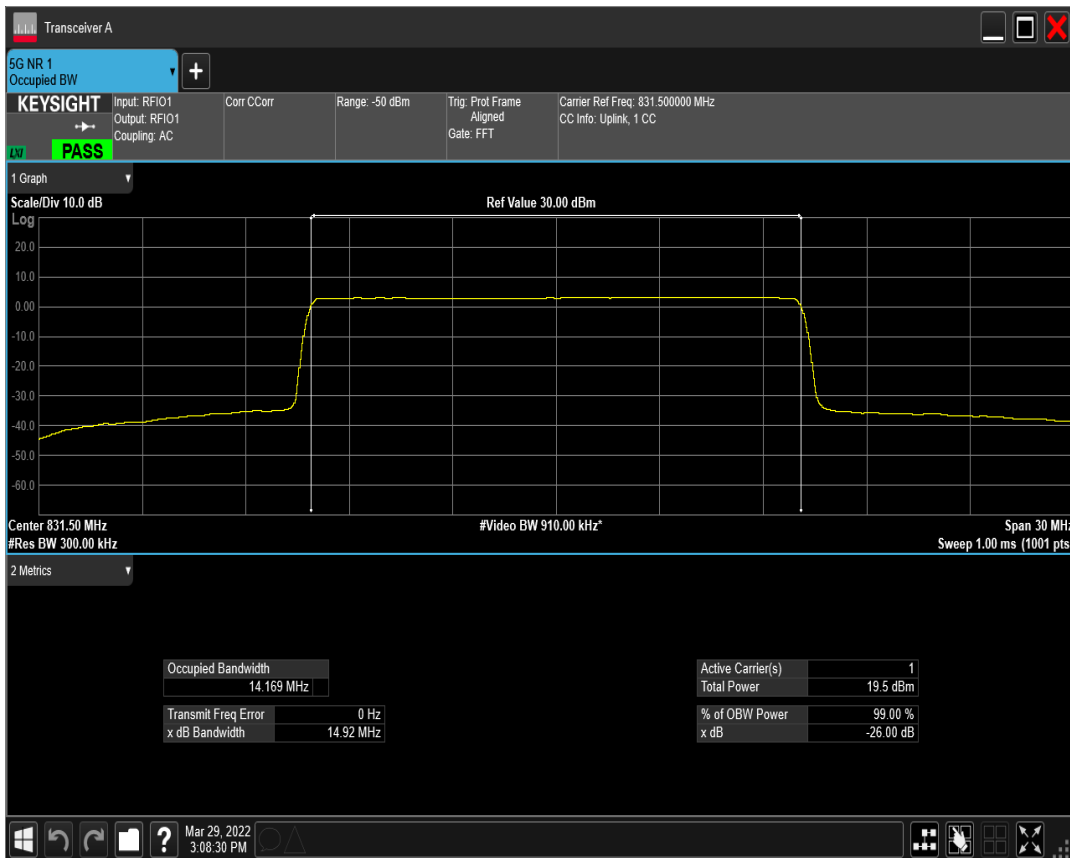 Transceiver A
5G NR 1
Occupied BW
KEYSIGHT
Input: RFIO1
Output: RFIO1
Coupling: AC
Corr CCorr
Range: -50 dBm
Trig: Prot Frame
Aligned
Gate: FFT
Carrier Ref Freq: 831.500000 MHz
CC Info: Uplink, 1 CC
LXI
PASS
1 Graph
Scale/Div 10.0 dB
Ref Value 30.00 dBm
Log
20.0
10.0
0.00
-10.0
-20.0
-30.0
-40.0
-50.0
-60.0
Center 831.50 MHz
#Video BW 910.00 kHz*
Span 30 MHz
#Res BW 300.00 kHz
Sweep 1.00 ms (1001 pts
2 Metrics
Occupied Bandwidth
14.169 MHz
Transmit Freq Error 0 Hz
x dB Bandwidth 14.92 MHz
Active Carrier(s) 1
Total Power 19.5 dBm
% of OBW Power 99.00 %
x dB -26.00 dB
Mar 29, 2022
3:08:30 PM